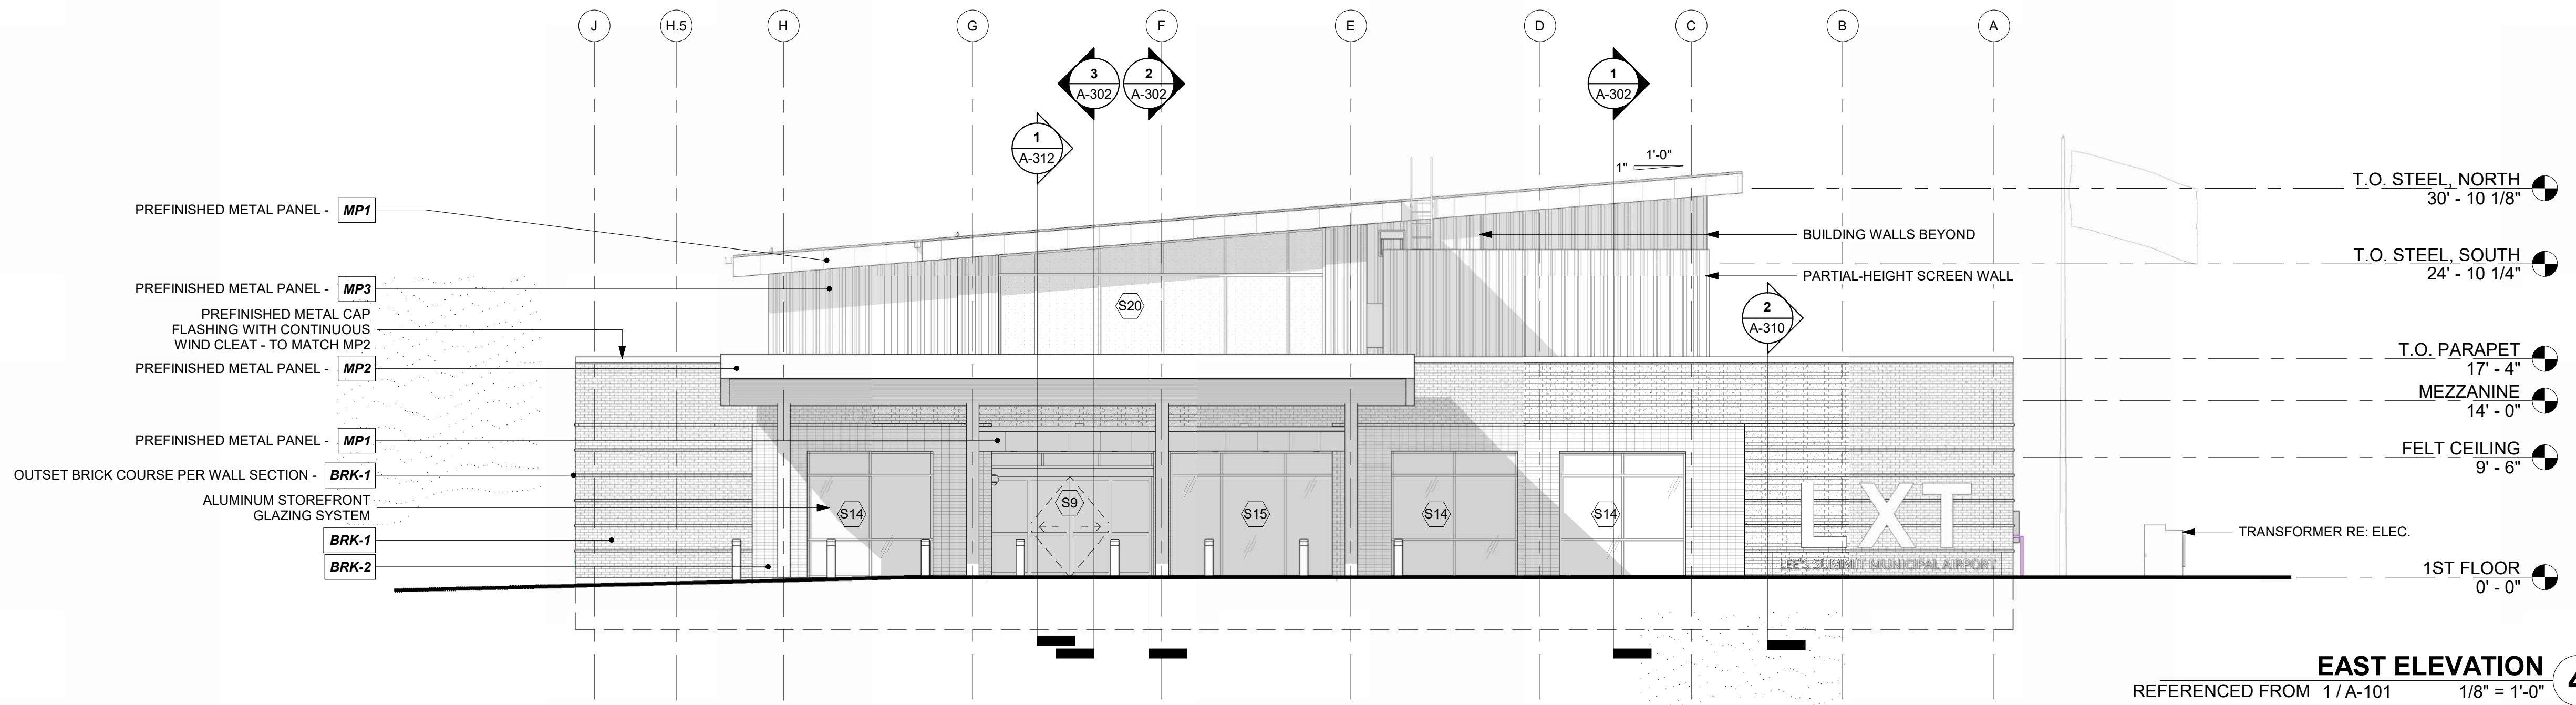 J
H.5
H
G
F
E
D
C
B
A
3
A-302
2
A-302
1
A-302
1
A-312
1'-0"
1"
T.O. STEEL, NORTH
30' - 10 1/8"
PREFINISHED METAL PANEL - MP1
BUILDING WALLS BEYOND
T.O. STEEL, SOUTH
24' - 10 1/4"
PARTIAL-HEIGHT SCREEN WALL
PREFINISHED METAL PANEL - MP3
S20
2
A-310
PREFINISHED METAL CAP
FLASHING WITH CONTINUOUS
WIND CLEAT - TO MATCH MP2
T.O. PARAPET
17' - 4"
PREFINISHED METAL PANEL - MP2
MEZZANINE
14' - 0"
PREFINISHED METAL PANEL - MP1
FELT CEILING
9' - 6"
OUTSET BRICK COURSE PER WALL SECTION - BRK-1
ALUMINUM STOREFRONT
GLAZING SYSTEM
S14
S9
S15
S14
S14
LXT
BRK-1
TRANSFORMER RE: ELEC.
BRK-2
LEE'S SUMMIT MUNICIPAL AIRPORT
1ST FLOOR
0' - 0"
EAST ELEVATION
REFERENCED FROM 1 / A-101 1/8" = 1'-0"